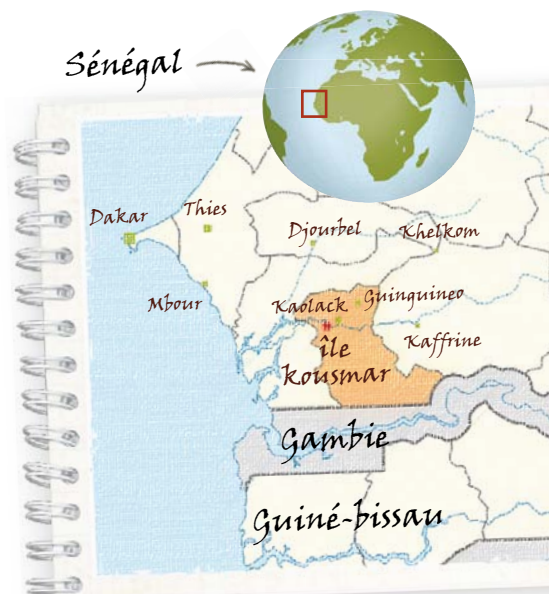 Sénégal
Dakar
Thies
Djourbel
Khelkom
Mbour
Kaolack
Guinguineo
île
kousmar
Kaffrine
Gambie
Guiné-bissau